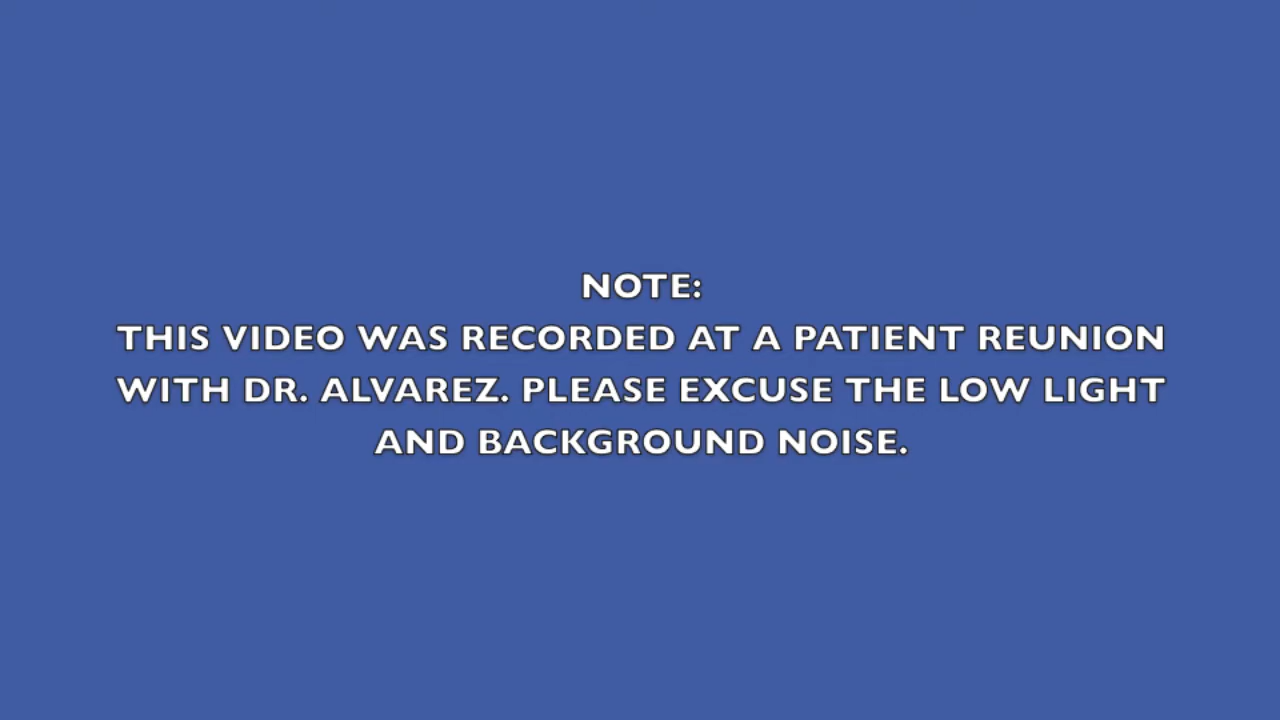 NOTE:
THIS VIDEO WAS RECORDED AT A PATIENT REUNION
WITH DR. ALVAREZ. PLEASE EXCUSE THE LOW LIGHT
AND BACKGROUND NOISE.